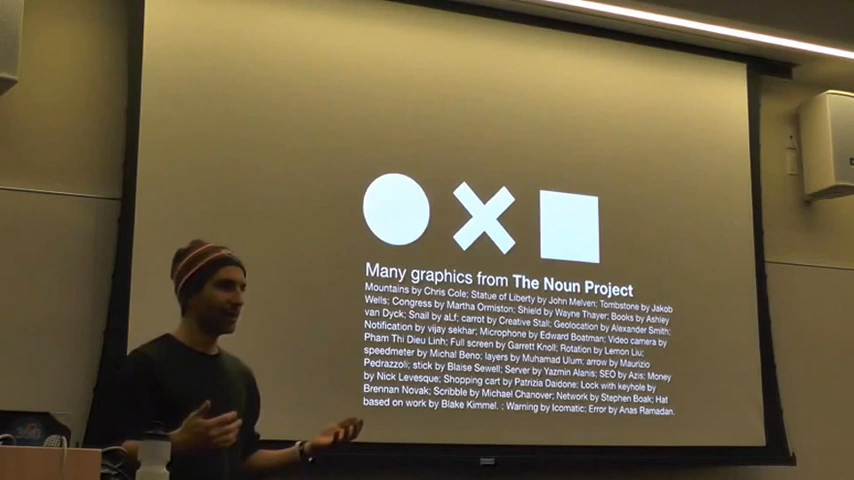 Many graphics from The Noun Project
Mountains by Chris Cole; Statue of Liberty by John Melven; Tombstone by Jakob
Wells; Congress by Martha Ormiston; Shield by Wayne Thayer; Books by Ashley
van Dyck; Snail by aLf; carrot by Creative Stall; Geolocation by Alexander Smith;
Notification by vijay sekhar; Microphone by Edward Boatman; Video camera by
Pham Thi Dieu Linh; Full screen by Garrett Knoll; Rotation by Lemon Liu;
speedmeter by Michal Beno; layers by Muhamad Ulum; arrow by Maurizio
Pedrazzoli; stick by Blaise Sewell; Server by Yazmin Alanis; SEO by Azis; Money
by Nick Levesque; Shopping cart by Patrizia Daidone; Lock with keyhole by
Brennan Novak; Scribble by Michael Chanover; Network by Stephen Boak; Hat
based on work by Blake Kimmel. ; Warning by Icomatic; Error by Anas Ramadan.